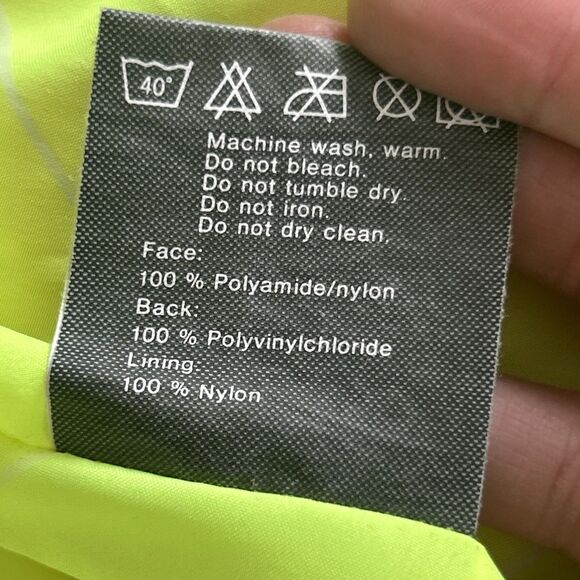 40°
Machine wash, warm.
Do not bleach.
Do not tumble dry.
Do not iron.
Do not dry clean.
Face:
100 % Polyamide/nylon
Back:
100 % Polyvinylchloride
Lining:
100 % Nylon